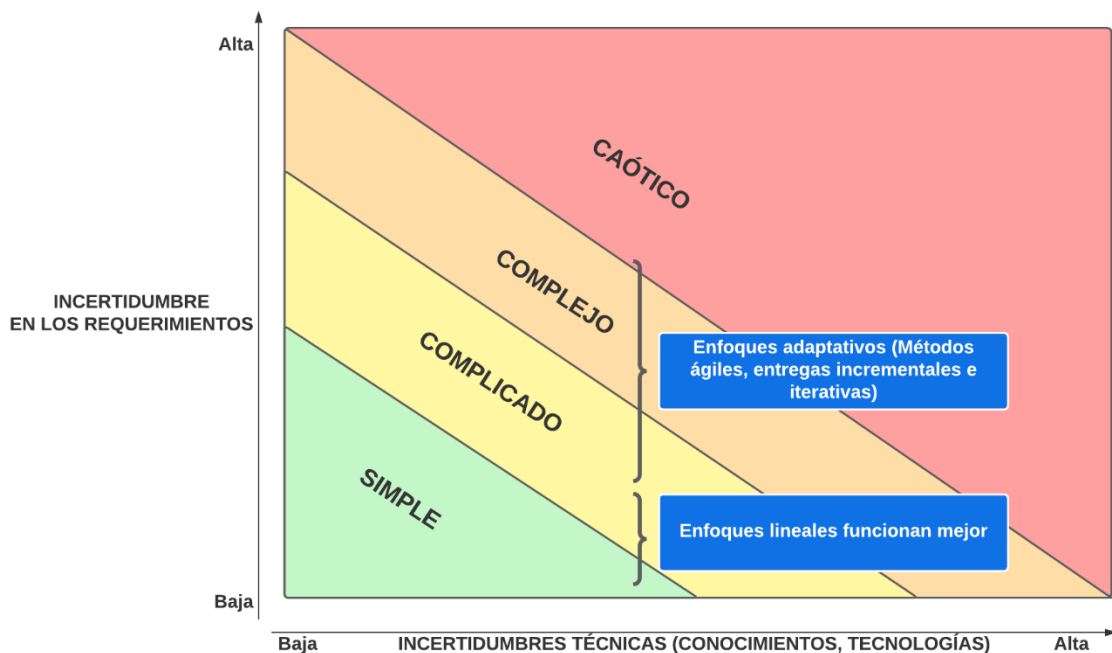 Alta
CAÓTICO
COMPLEJO
INCERTIDUMBRE
EN LOS REQUERIMIENTOS
Enfoques adaptativos (Métodos
ágiles, entregas incrementales e
iterativas)
COMPLICADO
SIMPLE
Enfoques lineales funcionan mejor
Baja
Baja
INCERTIDUMBRES TÉCNICAS (CONOCIMIENTOS, TECNOLOGÍAS)
Alta